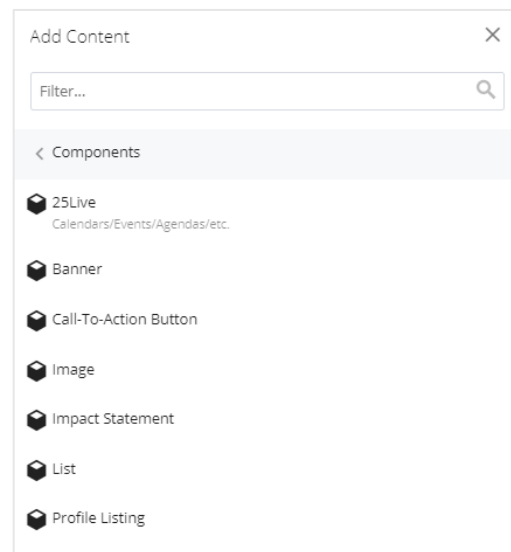 Add Content
Filter...
Components
25Live
Calendars/Events/Agendas/etc.
Banner
Call-To-Action Button
Image
Impact Statement
List
Profile Listing